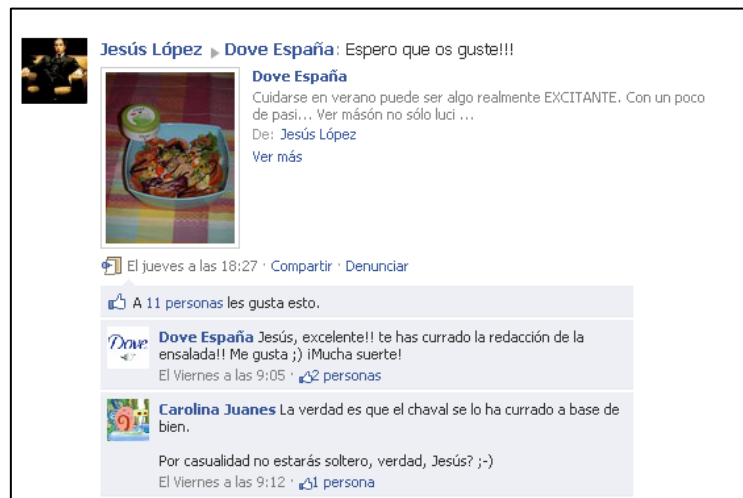 Jesús López ▸ Dove España: Espero que os guste!!!
Dove España
Cuidarse en verano puede ser algo realmente EXCITANTE. Con un poco
de pasi... Ver másón no sólo luci ...
De: Jesús López
Ver más
El jueves a las 18:27 · Compartir · Denunciar
A 11 personas les gusta esto.
Dove
Dove España Jesús, excelente!! te has currado la redacción de la
ensalada!! Me gusta ;) ¡Mucha suerte!
El Viernes a las 9:05 · 2 personas
Carolina Juanes La verdad es que el chaval se lo ha currado a base de
bien.
Por casualidad no estarás soltero, verdad, Jesús? ;-)
El Viernes a las 9:12 · 1 persona